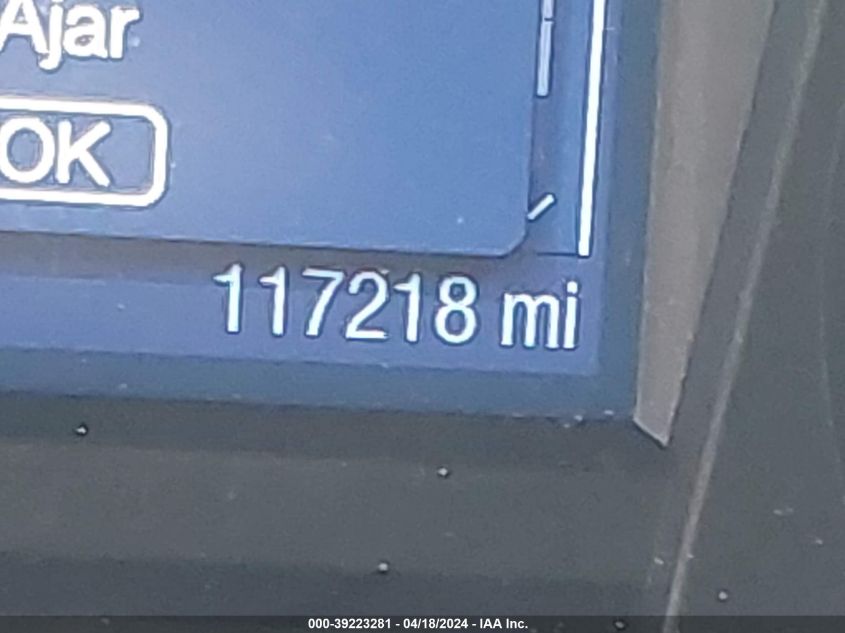 Ajar
OK
117218 mi
000-39223281 - 04/18/2024 - IAA Inc.